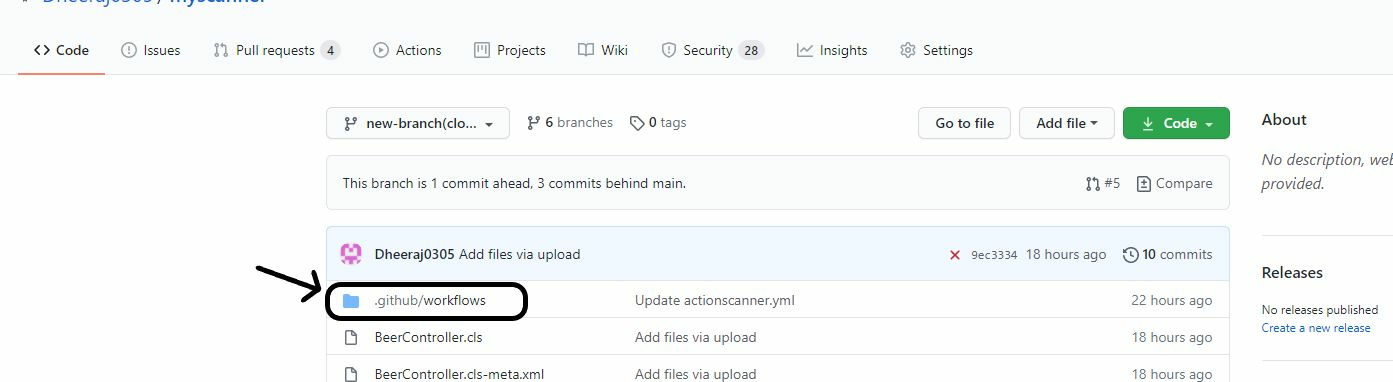 Dheeraj0305 / myscanner
Code Issues Pull requests 4 Actions Projects Wiki Security 28 Insights Settings
new-branch(clo... 6 branches 0 tags Go to file Add file Code About
This branch is 1 commit ahead, 3 commits behind main. #5 Compare No description, web
provided.
Dheeraj0305 Add files via upload 9ec3334 18 hours ago 10 commits
Releases
.github/workflows Update actionscanner.yml 22 hours ago No releases published
BeerController.cls Add files via upload 18 hours ago Create a new release
BeerController.cls-meta.xml Add files via upload 18 hours ago